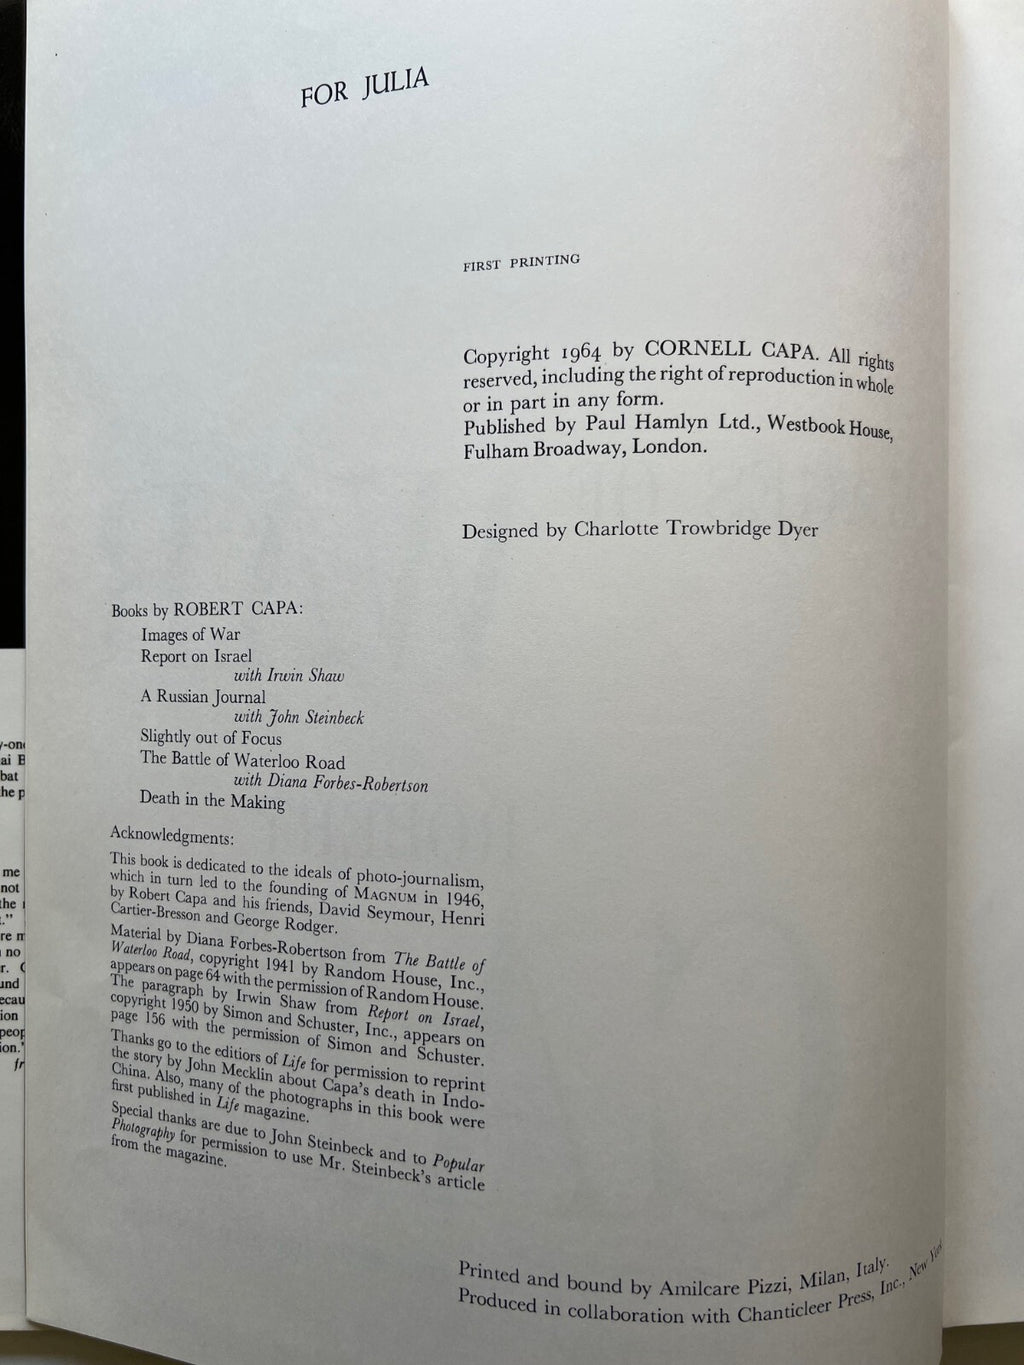 FOR JULIA
FIRST PRINTING
Copyright 1964 by CORNELL CAPA. All rights
reserved, including the right of reproduction in whole
or in part in any form.
Published by Paul Hamlyn Ltd., Westbook House,
Fulham Broadway, London.
Designed by Charlotte Trowbridge Dyer
Books by ROBERT CAPA:
Images of War
Report on Israel
with Irwin Shaw
A Russian Journal
with John Steinbeck
Slightly out of Focus
The Battle of Waterloo Road
with Diana Forbes-Robertson
Death in the Making
Acknowledgments:
This book is dedicated to the ideals of photo-journalism,
which in turn led to the founding of MAGNUM in 1946,
by Robert Capa and his friends, David Seymour, Henri
Cartier-Bresson and George Rodger.
Material by Diana Forbes-Robertson from The Battle of
Waterloo Road, copyright 1941 by Random House, Inc.,
appears on page 64 with the permission of Random House.
The paragraph by Irwin Shaw from Report on Israel,
copyright 1950 by Simon and Schuster, Inc., appears on
page 156 with the permission of Simon and Schuster.
Thanks go to the editiors of Life for permission to reprint
the story by John Mecklin about Capa's death in Indo-
China. Also, many of the photographs in this book were
first published in Life magazine.
Special thanks are due to John Steinbeck and to Popular
Photography for permission to use Mr. Steinbeck's article
from the magazine.
Printed and bound by Amilcare Pizzi, Milan, Italy.
Produced in collaboration with Chanticleer Press, Inc., New York